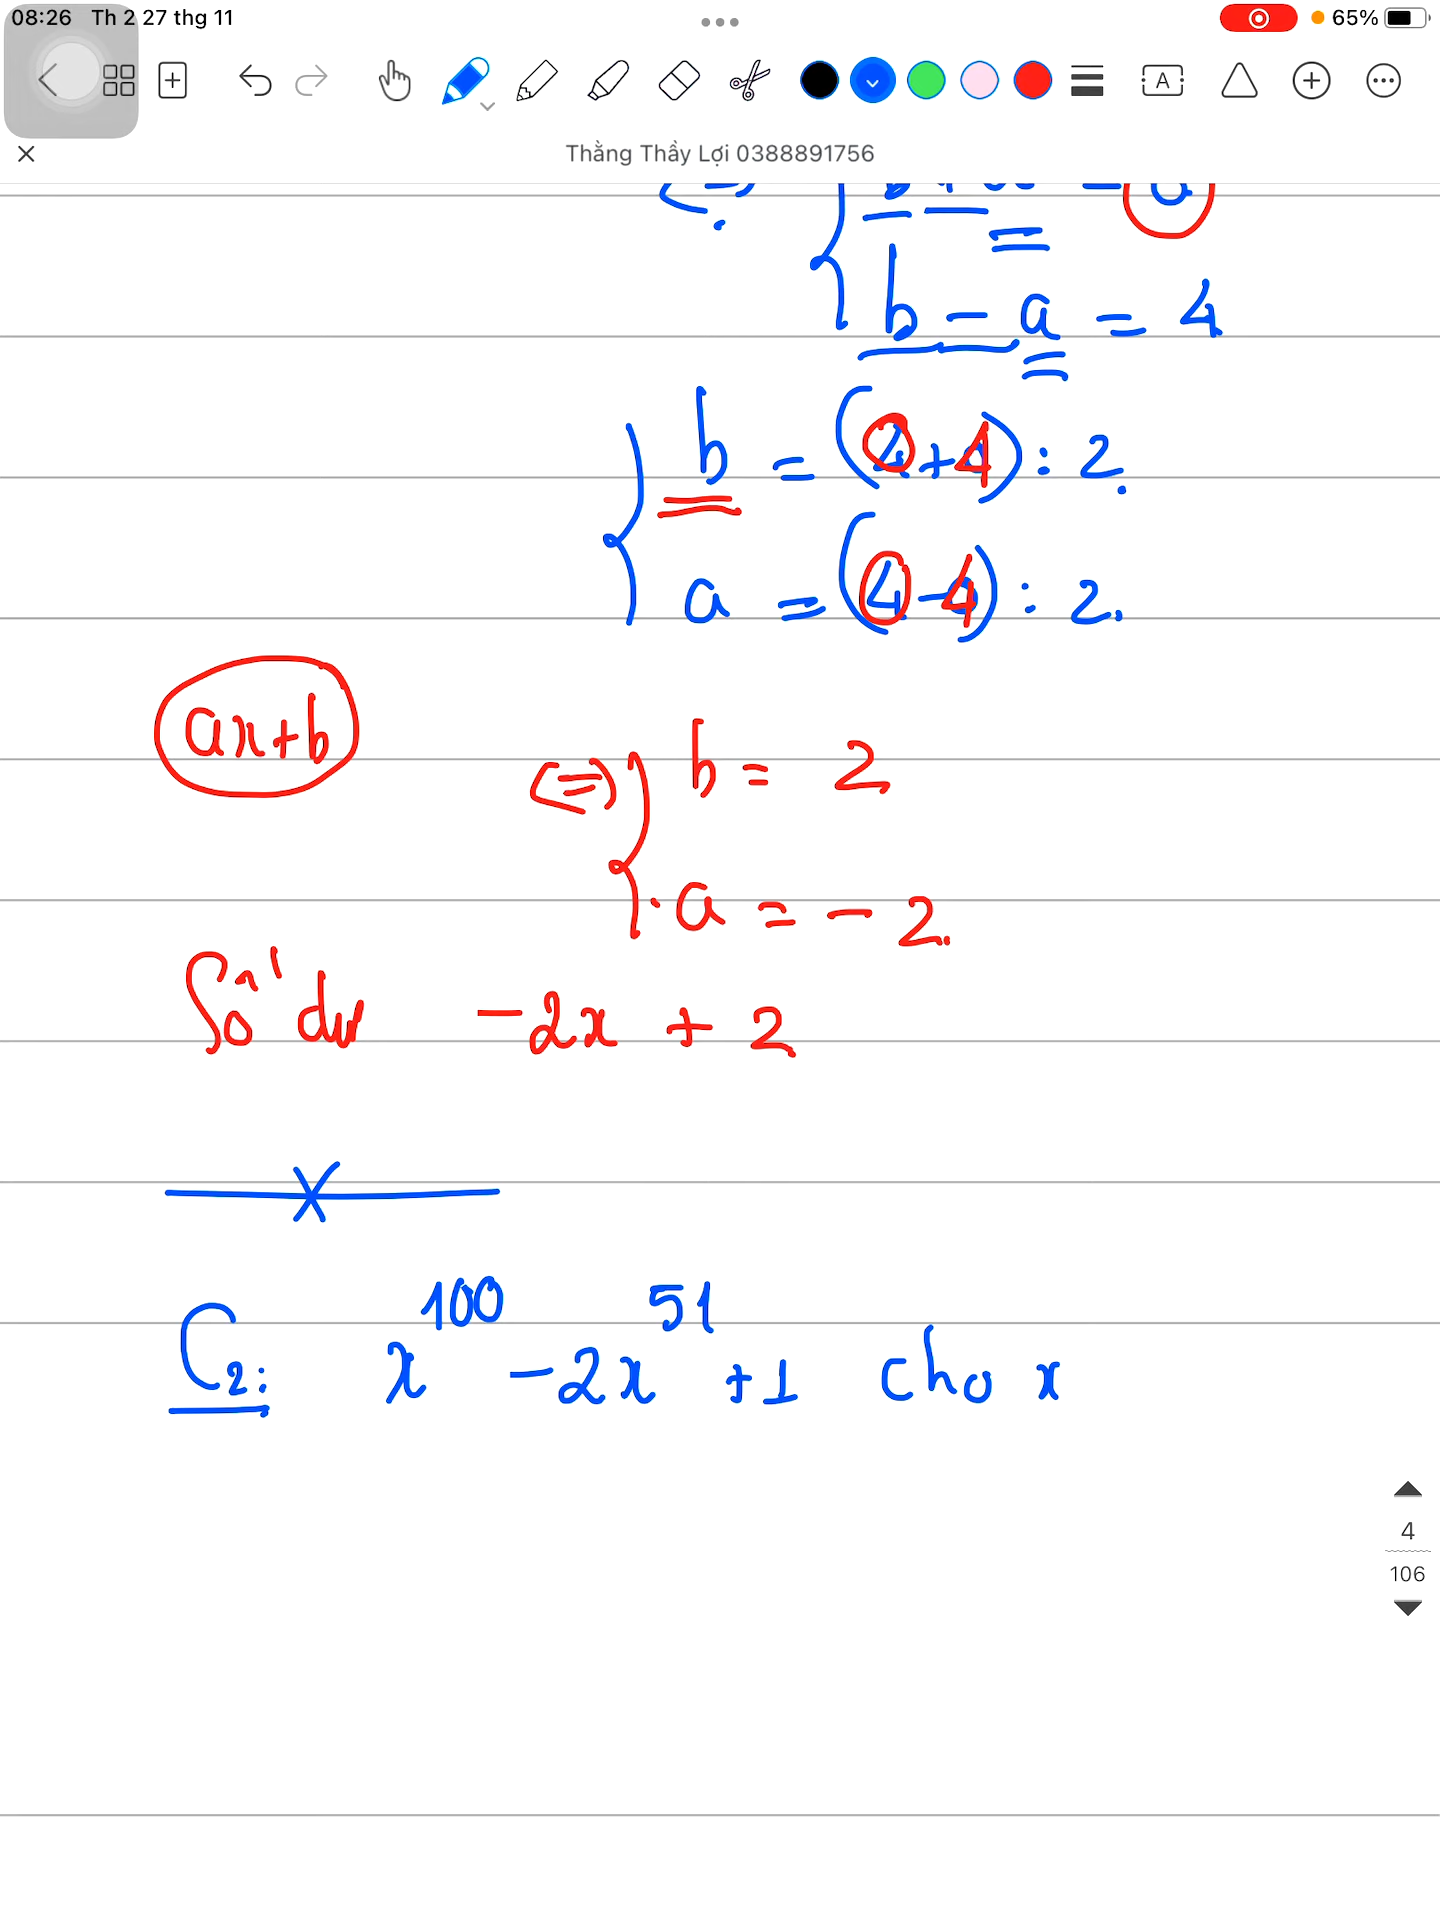 08:26 Th 2 27 thg 11
65%
A
Thằng Thầy Lợi 0388891756
b - a = 4
b = (4+4) : 2.
a = (4-4) : 2.
ax+b
<=> b = 2
a = -2.
Số dư -2x + 2
C2: x^100 - 2x^51 + 1 cho x
4
106